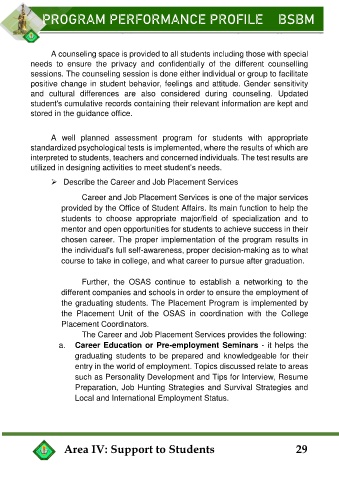 PROGRAM PERFORMANCE PROFILE BSBM
A counseling space is provided to all students including those with special
needs to ensure the privacy and confidentially of the different counselling
sessions. The counseling session is done either individual or group to facilitate
positive change in student behavior, feelings and attitude. Gender sensitivity
and cultural differences are also considered during counseling. Updated
student's cumulative records containing their relevant information are kept and
stored in the guidance office.
A well planned assessment program for students with appropriate
standardized psychological tests is implemented, where the results of which are
interpreted to students, teachers and concerned individuals. The test results are
utilized in designing activities to meet student's needs.
➢ Describe the Career and Job Placement Services
Career and Job Placement Services is one of the major services
provided by the Office of Student Affairs. Its main function to help the
students to choose appropriate major/field of specialization and to
mentor and open opportunities for students to achieve success in their
chosen career. The proper implementation of the program results in
the individual's full self-awareness, proper decision-making as to what
course to take in college, and what career to pursue after graduation.
Further, the OSAS continue to establish a networking to the
different companies and schools in order to ensure the employment of
the graduating students. The Placement Program is implemented by
the Placement Unit of the OSAS in coordination with the College
Placement Coordinators.
The Career and Job Placement Services provides the following:
a. Career Education or Pre-employment Seminars - it helps the
graduating students to be prepared and knowledgeable for their
entry in the world of employment. Topics discussed relate to areas
such as Personality Development and Tips for Interview, Resume
Preparation, Job Hunting Strategies and Survival Strategies and
Local and International Employment Status.
Area IV: Support to Students 29